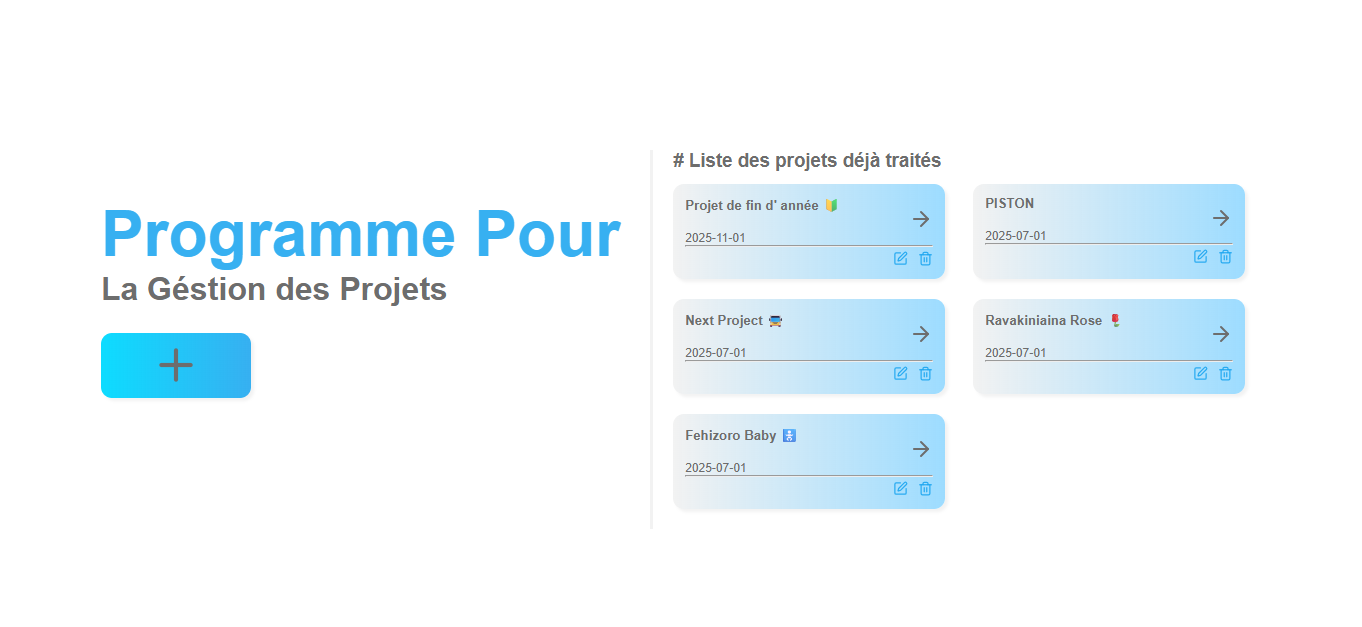 Programme Pour
La Géstion des Projets
# Liste des projets déjà traités
Projet de fin d' année 🔰
2025-11-01
PISTON
2025-07-01
Next Project
2025-07-01
Ravakiniaina Rose 🌹
2025-07-01
Fehizoro Baby 🚼
2025-07-01